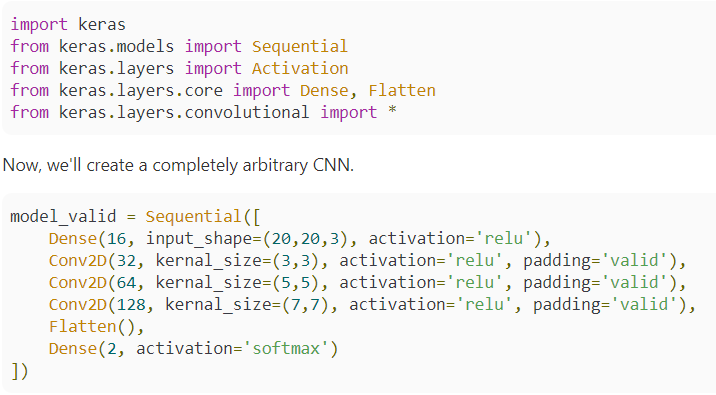 import keras
from keras.models import Sequential
from keras.layers import Activation
from keras.layers.core import Dense, Flatten
from keras.layers.convolutional import *
Now, we'll create a completely arbitrary CNN.
model_valid = Sequential([
    Dense(16, input_shape=(20,20,3), activation='relu'),
    Conv2D(32, kernal_size=(3,3), activation='relu', padding='valid'),
    Conv2D(64, kernal_size=(5,5), activation='relu', padding='valid'),
    Conv2D(128, kernal_size=(7,7), activation='relu', padding='valid'),
    Flatten(),
    Dense(2, activation='softmax')
])